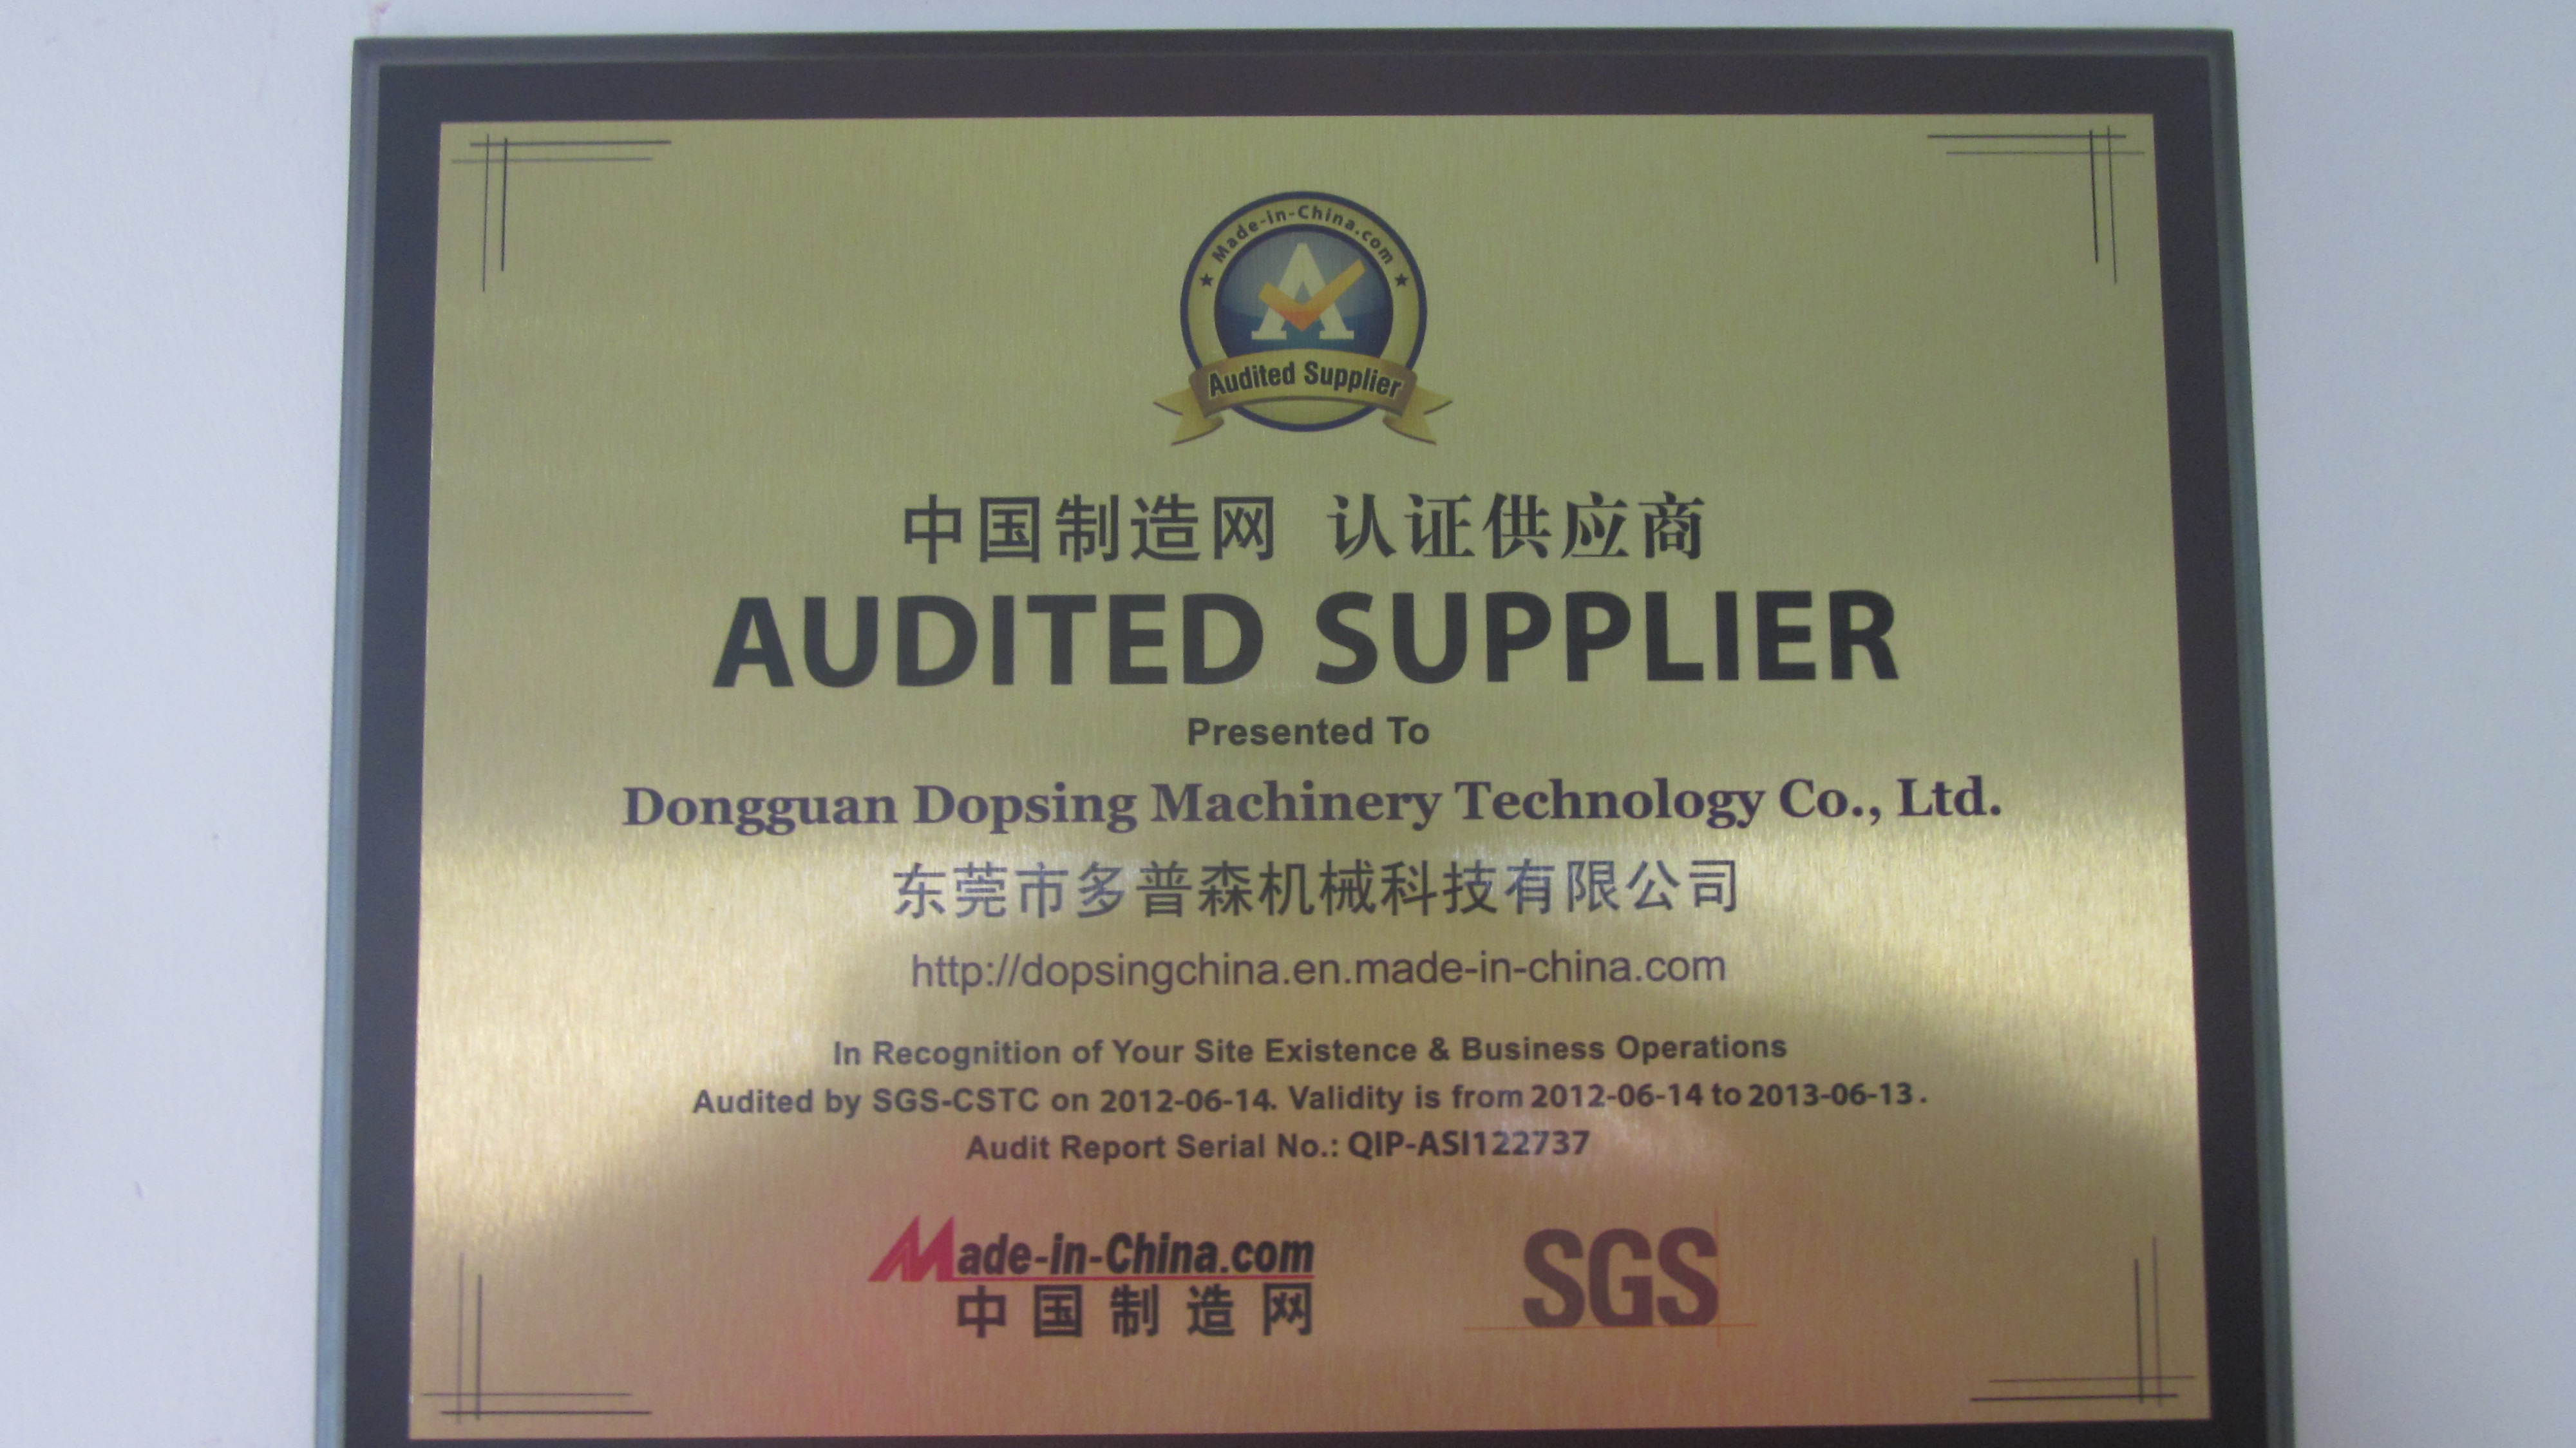 Made-in-China.com
Audited Supplier
中国制造网 认证供应商
AUDITED SUPPLIER
Presented To
Dongguan Dopsing Machinery Technology Co., Ltd.
东莞市多普森机械科技有限公司
http://dopsingchina.en.made-in-china.com
In Recognition of Your Site Existence & Business Operations
Audited by SGS-CSTC on 2012-06-14. Validity is from 2012-06-14 to 2013-06-13.
Audit Report Serial No.: QIP-ASI122737
Made-in-China.com
中国制造网
SGS